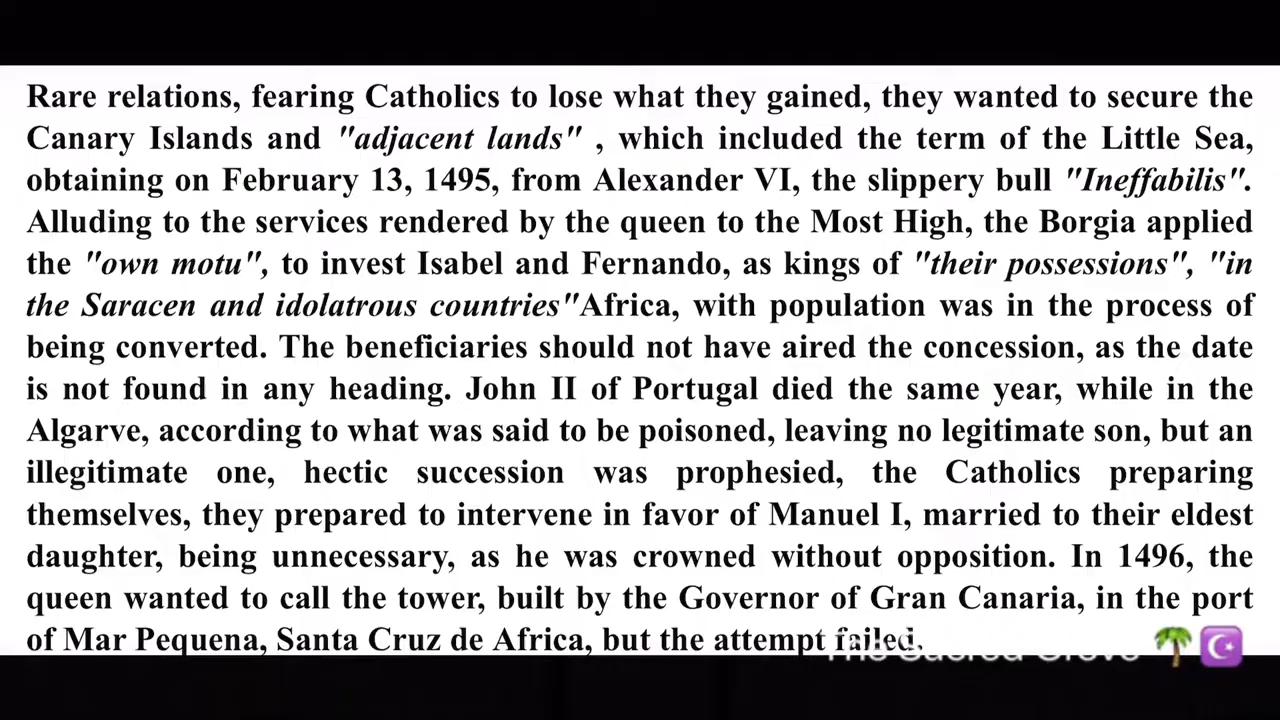 Rare relations, fearing Catholics to lose what they gained, they wanted to secure the
Canary Islands and "adjacent lands" , which included the term of the Little Sea,
obtaining on February 13, 1495, from Alexander VI, the slippery bull "Ineffabilis".
Alluding to the services rendered by the queen to the Most High, the Borgia applied
the "own motu", to invest Isabel and Fernando, as kings of "their possessions", "in
the Saracen and idolatrous countries"Africa, with population was in the process of
being converted. The beneficiaries should not have aired the concession, as the date
is not found in any heading. John II of Portugal died the same year, while in the
Algarve, according to what was said to be poisoned, leaving no legitimate son, but an
illegitimate one, hectic succession was prophesied, the Catholics preparing
themselves, they prepared to intervene in favor of Manuel I, married to their eldest
daughter, being unnecessary, as he was crowned without opposition. In 1496, the
queen wanted to call the tower, built by the Governor of Gran Canaria, in the port
of Mar Pequena, Santa Cruz de Africa, but the attempt failed.
The Sacred Grove 🌴☪️